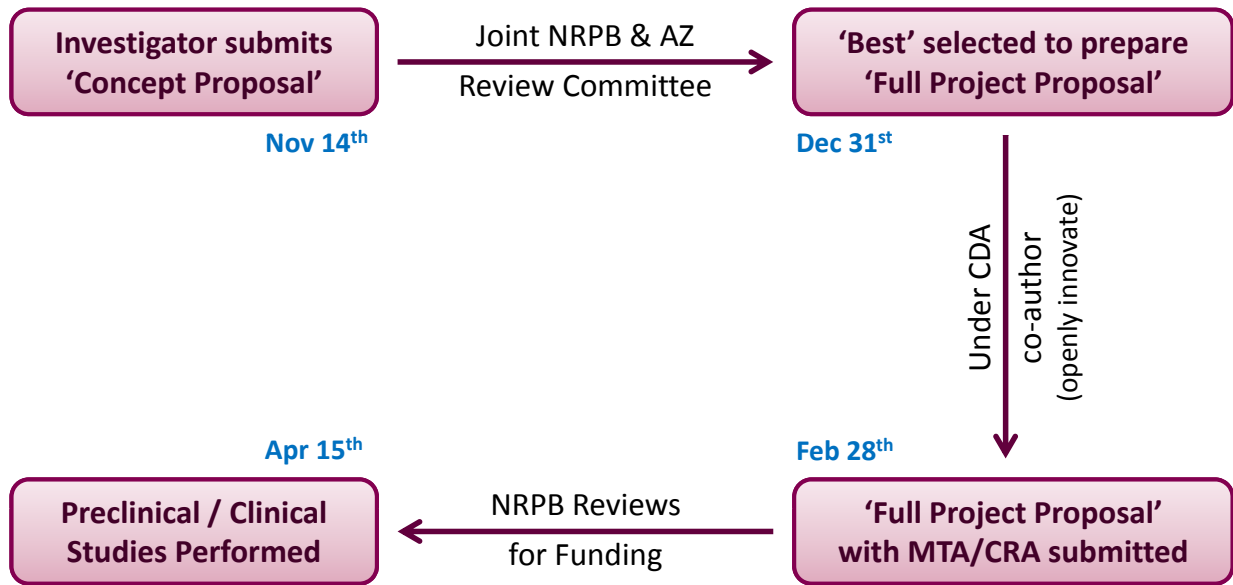 Investigator submits
‘Concept Proposal’
Nov 14th
Joint NRPB & AZ
Review Committee
‘Best’ selected to prepare
‘Full Project Proposal’
Dec 31st
Under CDA
co-author
(openly innovate)
Feb 28th
‘Full Project Proposal’
with MTA/CRA submitted
NRPB Reviews
for Funding
Apr 15th
Preclinical / Clinical
Studies Performed